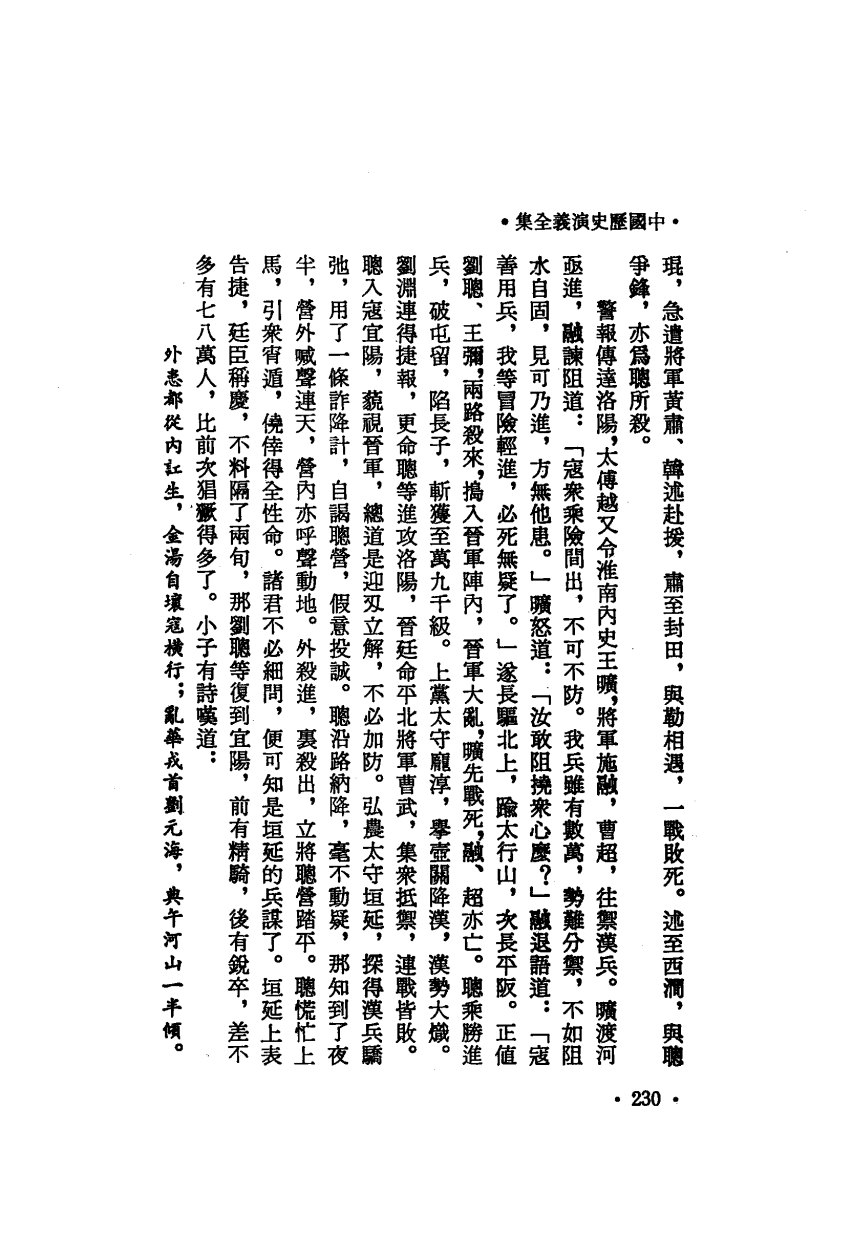 •中國歷史演義全集•
琨，急遣將軍黃肅、韓述赴援，肅至封田，與勒相遇，一戰敗死。述至西澗，與聰
爭鋒，亦爲聰所殺。
警報傳達洛陽，太傅越又令淮南內史王曠，將軍施融，曹超，往禦漢兵。曠渡河
亟進，融諫阻道：「寇衆乘險間出，不可不防。我兵雖有數萬，勢難分禦，不如阻
水自固，見可乃進，方無他患。」曠怒道：「汝敢阻撓衆心麼？」融退語道：「寇
善用兵，我等冒險輕進，必死無疑了。」遂長驅北上，踰太行山，次長平阪。正値
劉聰、王彌，兩路殺來，搗入晉軍陣內，晉軍大亂，曠先戰死，融、超亦亡。聰乘勝進
兵，破屯留，陷長子，斬獲至萬九千級。上黨太守龐淳，舉壺關降漢，漢勢大熾。
劉淵連得捷報，更命聰等進攻洛陽，晉廷命平北將軍曹武，集衆抵禦，連戰皆敗。
聰入寇宜陽，藐視晉軍，總道是迎刄立解，不必加防。弘農太守垣延，探得漢兵驕
弛，用了一條詐降計，自謁聰營，假意投誠。聰沿路納降，毫不動疑，那知到了夜
半，營外喊聲連天，營內亦呼聲動地。外殺進，裏殺出，立將聰營踏平。聰慌忙上
馬，引衆宵遁，僥倖得全性命。諸君不必細問，便可知是垣延的兵謀了。垣延上表
告捷，廷臣稱慶，不料隔了兩旬，那劉聰等復到宜陽，前有精騎，後有銳卒，差不
多有七八萬人，比前次猖獗得多了。小子有詩嘆道：
外患都從內訌生，金湯自壞寇橫行；亂華戎首劉元海，典午河山一半傾。
•230•